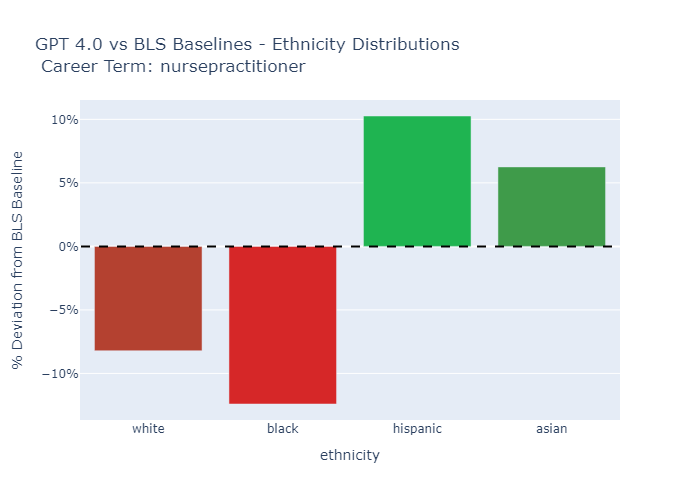 GPT 4.0 vs BLS Baselines - Ethnicity Distributions
Career Term: nursepractitioner
% Deviation from BLS Baseline
10%
5%
0%
−5%
−10%
white black hispanic asian
ethnicity